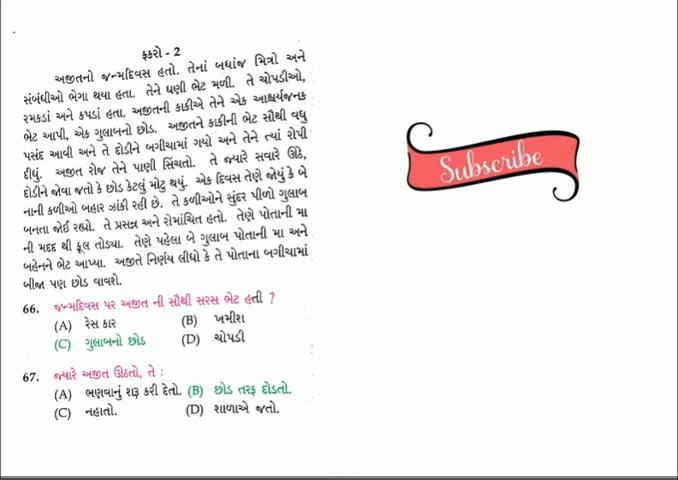 ફકરો - 2
અજીતનો જન્મદિવસ હતો. તેનાં બધાંજ મિત્રો અને
સંબંધીઓ ભેગા થયા હતા. તેને ઘણી ભેટ મળી. તે ચોપડીઓ,
રમકડાં અને કપડાં હતા. અજીતની કાકીએ તેને એક આશ્ચર્યજનક
ભેટ આપી, એક ગુલાબનો છોડ. અજીતને કાકીની ભેટ સૌથી વધુ
પસંદ આવી અને તે દોડીને બગીચામાં ગયો અને તેને ત્યાં રોપી
દીધું. અજીત રોજ તેને પાણી સિંચતો. તે જ્યારે સવારે ઊઠે,
દોડીને જોવા જતો કે છોડ કેટલું મોટુ થયું. એક દિવસ તેણે જોયું કે બે
નાની કળીઓ બહાર ઝાંકી રહી છે. તે કળીઓને સુંદર પીળો ગુલાબ
બનતા જોઈ રહ્યો. તે પ્રસન્ન અને રોમાંચિત હતો. તેણે પોતાની મા
ની મદદ થી ફૂલ તોડયા. તેણે પહેલા બે ગુલાબ પોતાની મા અને
બહેનને ભેટ આપ્યા. અજીતે નિર્ણય લીધો કે તે પોતાના બગીચામાં
બીજા પણ છોડ વાવશે.
66. જન્મદિવસ પર અજીત ની સૌથી સરસ ભેટ હતી ?
(A) રેસ કાર (B) ખમીશ
(C) ગુલાબનો છોડ (D) ચોપડી
67. જ્યારે અજીત ઊઠતો, તે :
(A) ભણવાનું શરૂ કરી દેતો. (B) છોડ તરફ દોડતો.
(C) નહાતો. (D) શાળાએ જતો.
Subscribe